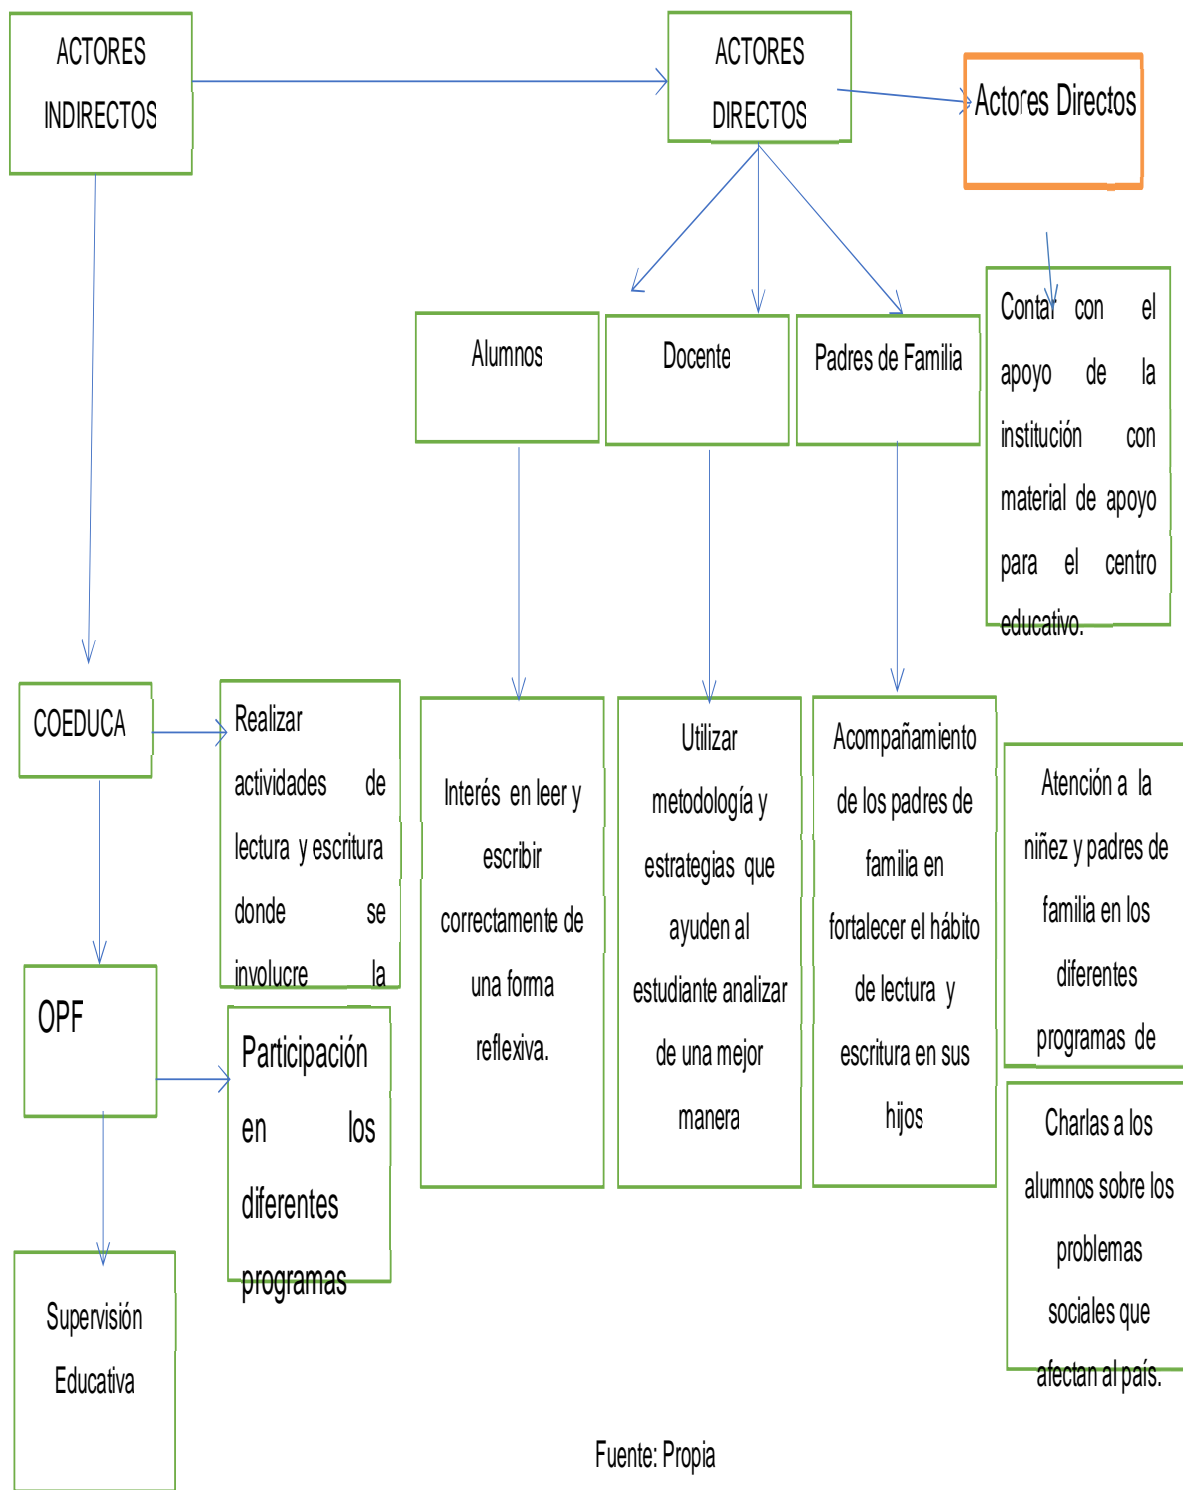 ACTORES
INDIRECTOS
ACTORES
DIRECTOS
Actores Directos
Alumnos
Docente
Padres de Familia
Contar con el
apoyo de la
institución con
material de apoyo
para el centro
educativo.
COEDUCA
Realizar
actividades de
lectura y escritura
donde se
involucre la
Interés en leer y
escribir
correctamente de
una forma
reflexiva.
Utilizar
metodología y
estrategias que
ayuden al
estudiante analizar
de una mejor
manera
Acompañamiento
de los padres de
familia en
fortalecer el hábito
de lectura y
escritura en sus
hijos
Atención a la
niñez y padres de
familia en los
diferentes
programas de
OPF
Participación
en los
diferentes
programas
Charlas a los
alumnos sobre los
problemas
sociales que
afectan al país.
Supervisión
Educativa
Fuente: Propia